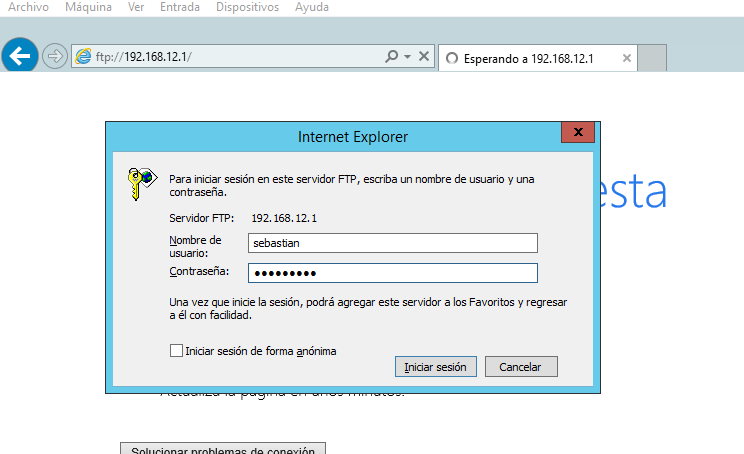 Archivo Máquina Ver Entrada Dispositivos Ayuda
ftp://192.168.12.1/
Esperando a 192.168.12.1
Internet Explorer
Para iniciar sesión en este servidor FTP, escriba un nombre de usuario y una
contraseña.
esta
Servidor FTP: 192.168.12.1
Nombre de
usuario:
sebastian
Contraseña:
●●●●●●●●●
Una vez que inicie la sesión, podrá agregar este servidor a los Favoritos y regresar
a él con facilidad.
Iniciar sesión de forma anónima
Iniciar sesión Cancelar
Actualiza la página en unos minutos.
Solucionar problemas de conexión